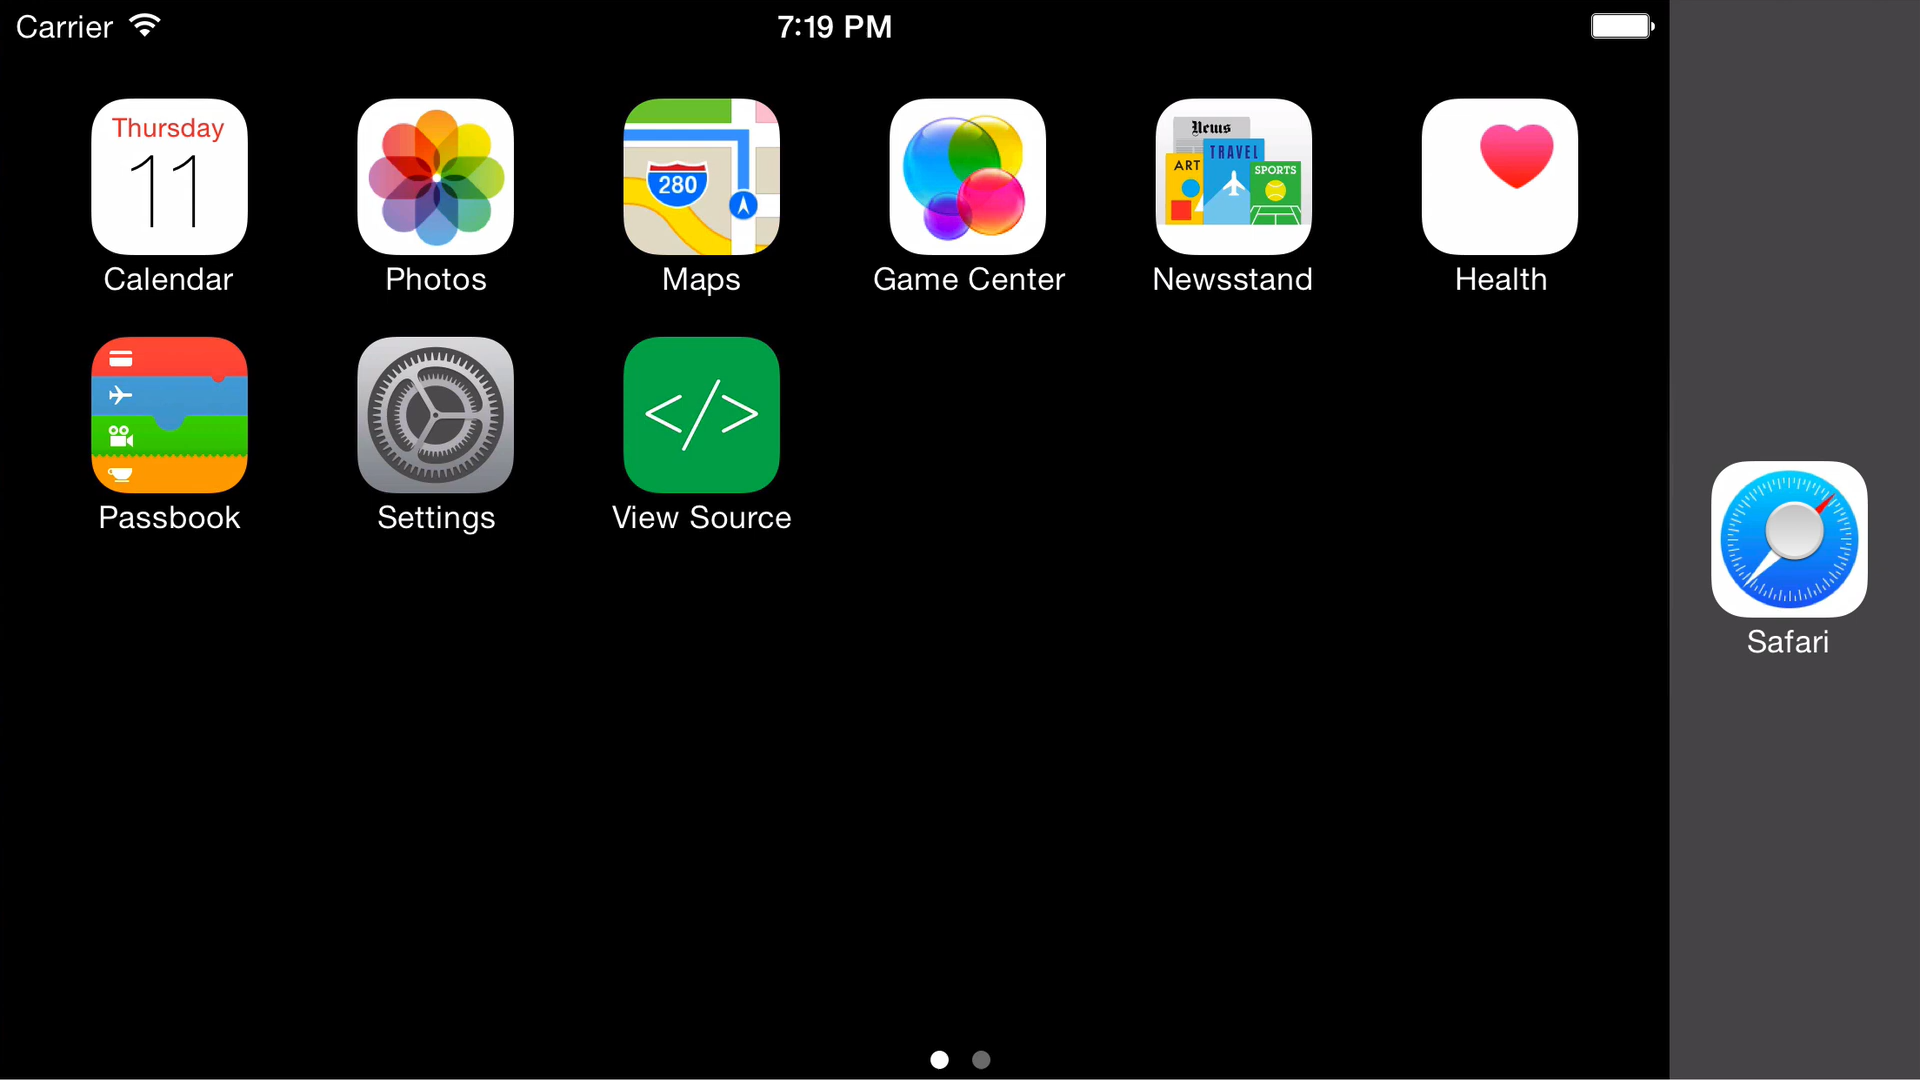 Carrier
7:19 PM
Thursday
11
Calendar
Photos
280
Maps
Game Center
News
ART
TRAVEL
SPORTS
Newsstand
Health
Passbook
Settings
</>
View Source
Safari